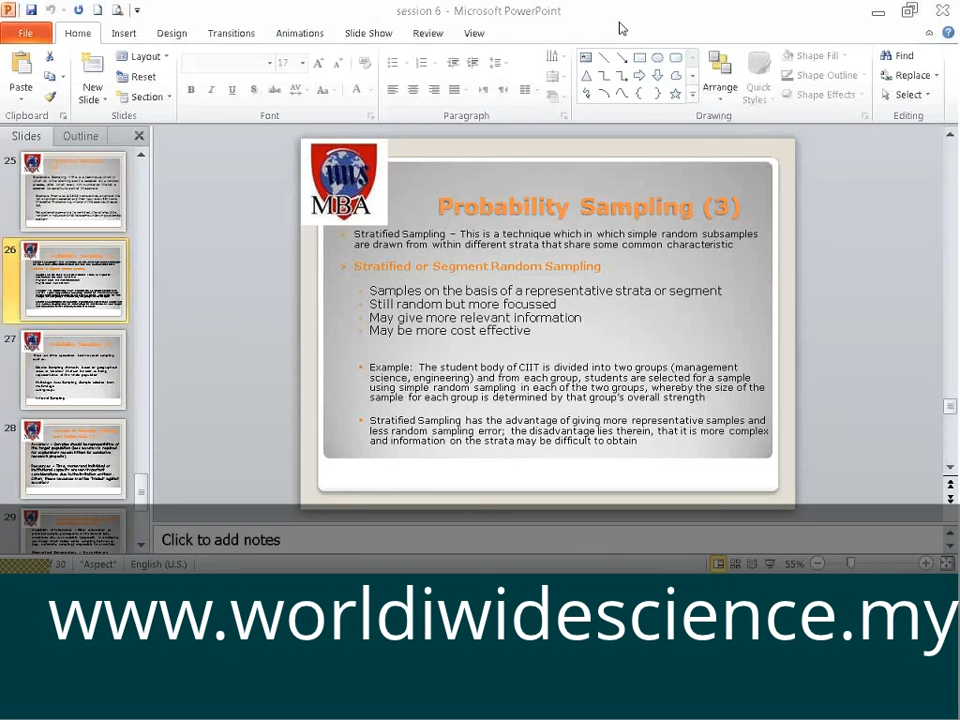 session 6 - Microsoft PowerPoint
File Home Insert Design Transitions Animations Slide Show Review View
Paste
New
Slide
Layout
Reset
Section
17
B I U S abc AV Aa A
Arrange
Quick
Styles
Shape Fill
Shape Outline
Shape Effects
Find
Replace
Select
Clipboard Slides Font Paragraph Drawing Editing
Slides Outline
25
26
27
28
29
MBA
Probability Sampling (3)
Stratified Sampling – This is a technique which in which simple random subsamples
are drawn from within different strata that share some common characteristic
Stratified or Segment Random Sampling
Samples on the basis of a representative strata or segment
Still random but more focussed
May give more relevant information
May be more cost effective
Example: The student body of CIIT is divided into two groups (management
science, engineering) and from each group, students are selected for a sample
using simple random sampling in each of the two groups, whereby the size of the
sample for each group is determined by that group's overall strength
Stratified Sampling has the advantage of giving more representative samples and
less random sampling error; the disadvantage lies therein, that it is more complex
and information on the strata may be difficult to obtain
Click to add notes
of 30 "Aspect" English (U.S.) 55%
www.worldiwidescience.my